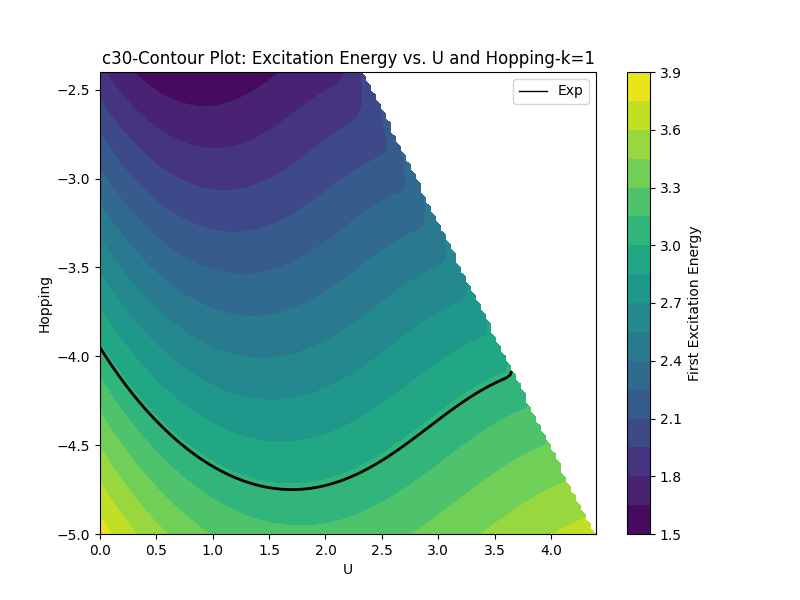 c30-Contour Plot: Excitation Energy vs. U and Hopping-k=1
Exp
−2.5
−3.0
−3.5
−4.0
−4.5
−5.0
Hopping
0.0 0.5 1.0 1.5 2.0 2.5 3.0 3.5 4.0
U
3.9
3.6
3.3
3.0
2.7
2.4
2.1
1.8
1.5
First Excitation Energy